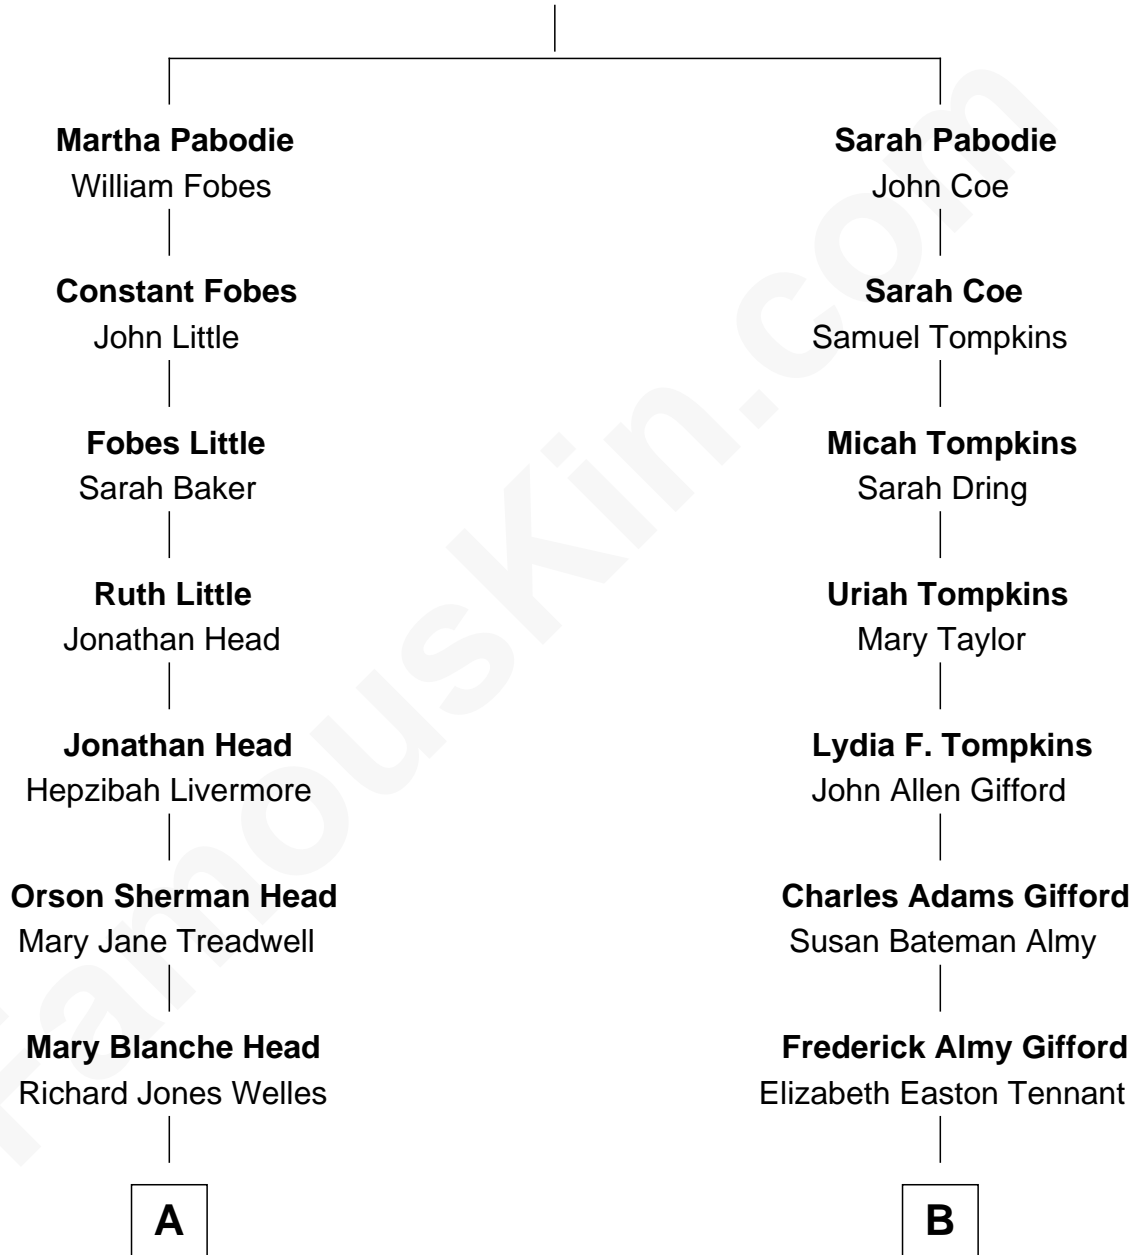 Martha Pabodie
William Fobes
Constant Fobes
John Little
Fobes Little
Sarah Baker
Ruth Little
Jonathan Head
Jonathan Head
Hepzibah Livermore
Orson Sherman Head
Mary Jane Treadwell
Mary Blanche Head
Richard Jones Welles
A
Sarah Pabodie
John Coe
Sarah Coe
Samuel Tompkins
Micah Tompkins
Sarah Dring
Uriah Tompkins
Mary Taylor
Lydia F. Tompkins
John Allen Gifford
Charles Adams Gifford
Susan Bateman Almy
Frederick Almy Gifford
Elizabeth Easton Tennant
B
FamousKin.com